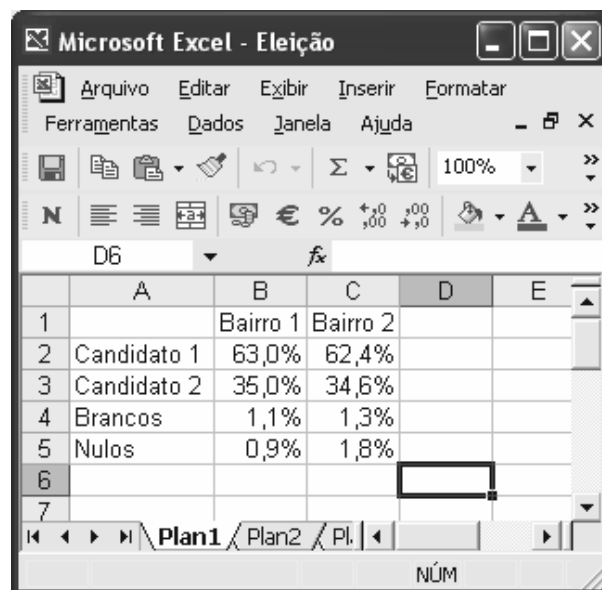 Microsoft Excel - Eleição
Arquivo Editar Exibir Inserir Formatar
Ferramentas Dados Janela Ajuda
Σ 100%
N € % ,00 ,00 A
D6 fx
A B C D E
1 Bairro 1 Bairro 2
2 Candidato 1 63,0% 62,4%
3 Candidato 2 35,0% 34,6%
4 Brancos 1,1% 1,3%
5 Nulos 0,9% 1,8%
6
7
Plan1 Plan2 Pl
NÚM